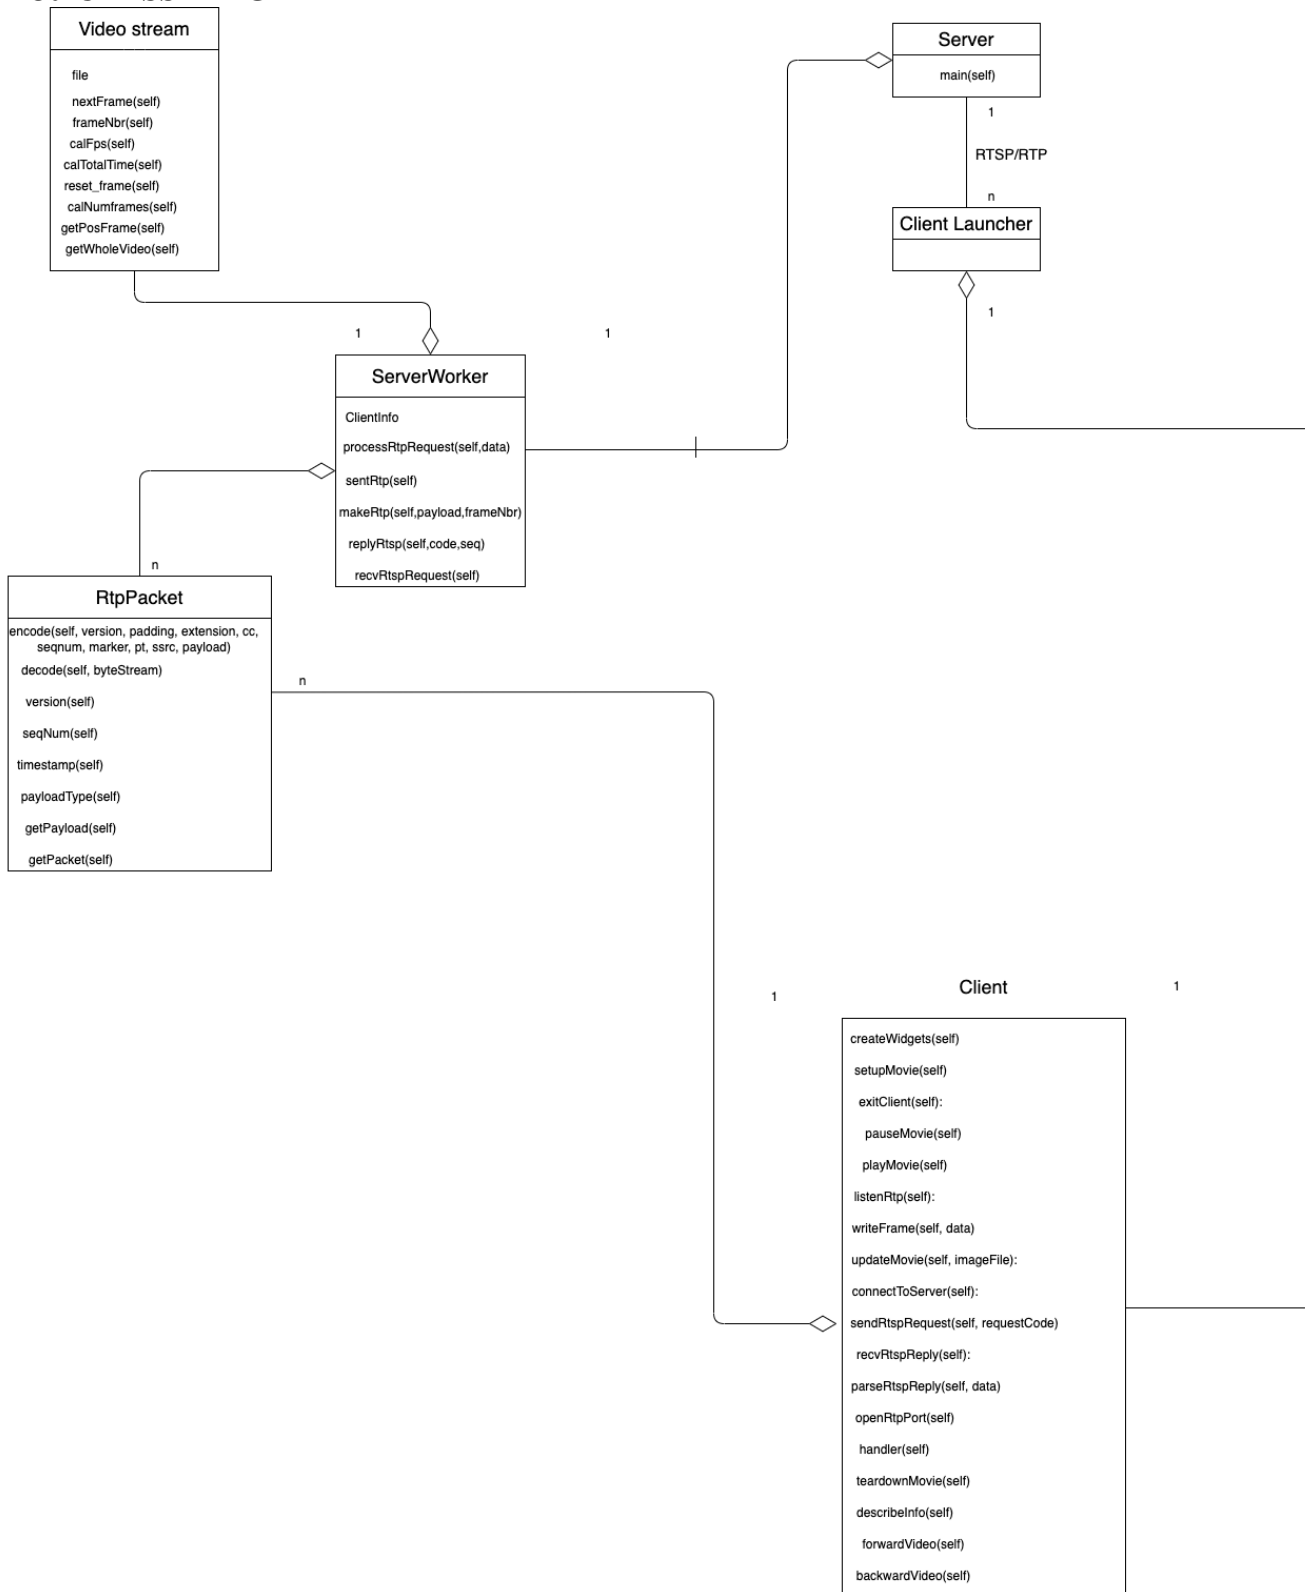 Video stream
file
nextFrame(self)
frameNbr(self)
calFps(self)
calTotalTime(self)
reset_frame(self)
calNumframes(self)
getPosFrame(self)
getWholeVideo(self)
Server
main(self)
1
RTSP/RTP
n
Client Launcher
1
1
1
ServerWorker
ClientInfo
processRtpRequest(self,data)
sentRtp(self)
makeRtp(self,payload,frameNbr)
replyRtsp(self,code,seq)
recvRtspRequest(self)
n
RtpPacket
encode(self, version, padding, extension, cc,
seqnum, marker, pt, ssrc, payload)
decode(self, byteStream)
version(self)
seqNum(self)
timestamp(self)
payloadType(self)
getPayload(self)
getPacket(self)
n
1
Client
1
createWidgets(self)
setupMovie(self)
exitClient(self):
pauseMovie(self)
playMovie(self)
listenRtp(self):
writeFrame(self, data)
updateMovie(self, imageFile):
connectToServer(self):
sendRtspRequest(self, requestCode)
recvRtspReply(self):
parseRtspReply(self, data)
openRtpPort(self)
handler(self)
teardownMovie(self)
describeInfo(self)
forwardVideo(self)
backwardVideo(self)